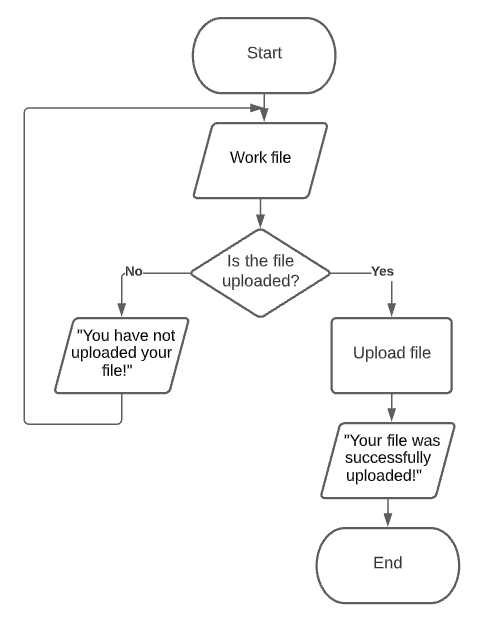 Start
Work file
Is the file
uploaded?
No
Yes
"You have not
uploaded your
file!"
Upload file
"Your file was
successfully
uploaded!"
End